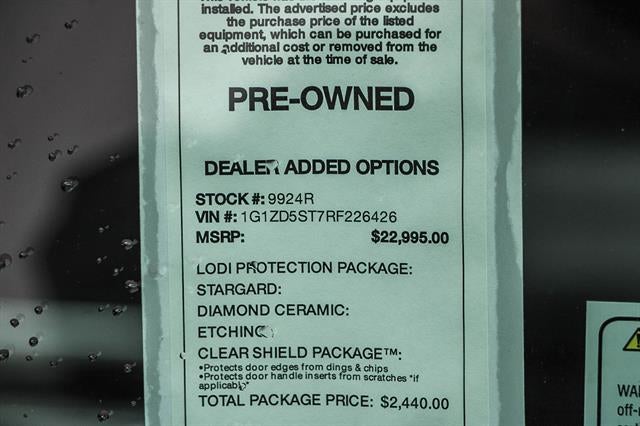 installed. The advertised price excludes
the purchase price of the listed
equipment, which can be purchased for
an additional cost or removed from the
vehicle at the time of sale.
PRE-OWNED
DEALER ADDED OPTIONS
STOCK #: 9924R
VIN #: 1G1ZD5ST7RF226426
MSRP: $22,995.00
LODI PROTECTION PACKAGE:
STARGARD:
DIAMOND CERAMIC:
ETCHING:
CLEAR SHIELD PACKAGE™:
•Protects door edges from dings & chips
•Protects door handle inserts from scratches *if
applicable*
TOTAL PACKAGE PRICE: $2,440.00
WA
off-